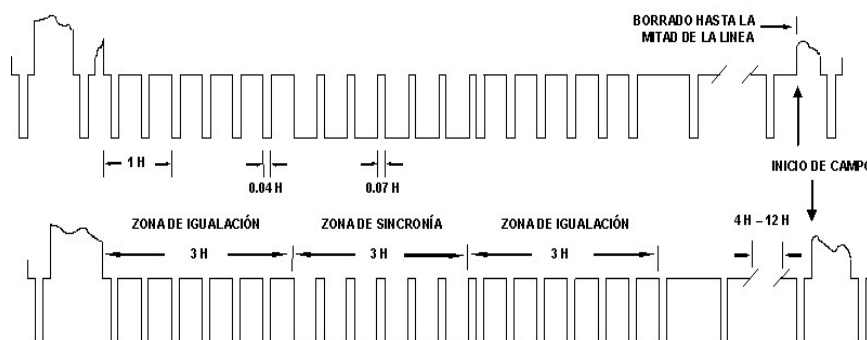 BORRADO HASTA LA
MITAD DE LA LINEA
1 H
0.04 H
0.07 H
INICIO DE CAMPO
ZONA DE IGUALACIÓN
ZONA DE SINCRONÍA
ZONA DE IGUALACIÓN
4 H – 12 H
3 H
3 H
3 H